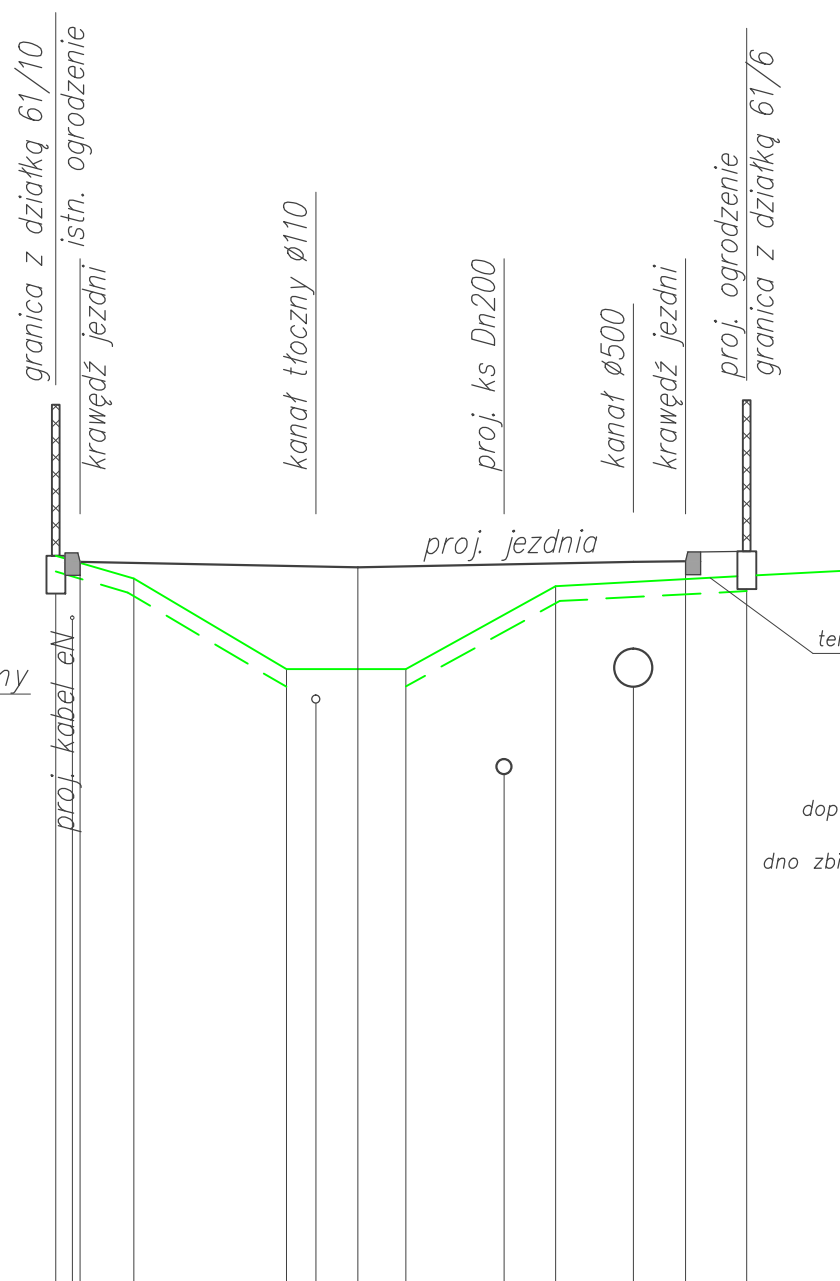 granica z działką 61/10
istn. ogrodzenie
krawędź jezdni
kanał tłoczny ø110
proj. ks Dn200
kanał ø500
krawędź jezdni
proj. ogrodzenie
granica z działką 61/6
proj. jezdnia
proj. kabel eN